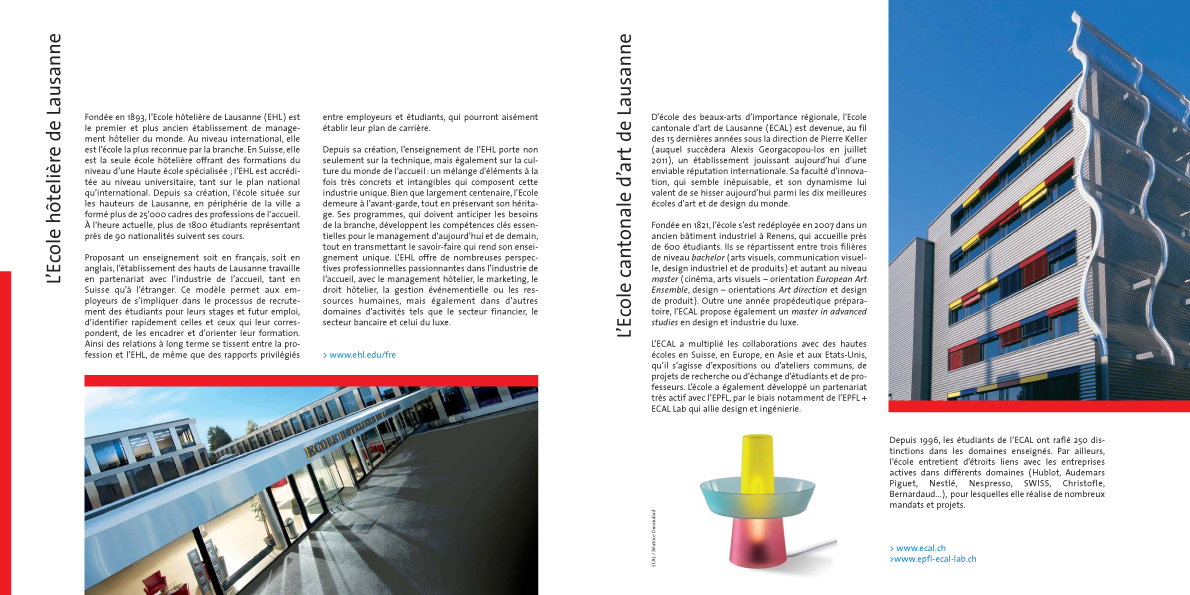 L'Ecole hôtelière de Lausanne
Fondée en 1893, l'Ecole hôtelière de Lausanne (EHL) est
le premier et plus ancien établissement de manage-
ment hôtelier du monde. Au niveau international, elle
est l'école la plus reconnue par la branche. En Suisse, elle
est la seule école hôtelière offrant des formations du
niveau d'une Haute école spécialisée ; l'EHL est accrédi-
tée au niveau universitaire, tant sur le plan national
qu'international. Depuis sa création, l'école située sur
les hauteurs de Lausanne, en périphérie de la ville a
formé plus de 25'000 cadres des professions de l'accueil.
À l'heure actuelle, plus de 1800 étudiants représentant
près de 90 nationalités suivent ses cours.
Proposant un enseignement soit en français, soit en
anglais, l'établissement des hauts de Lausanne travaille
en partenariat avec l'industrie de l'accueil, tant en
Suisse qu'à l'étranger. Ce modèle permet aux em-
ployeurs de s'impliquer dans le processus de recrute-
ment des étudiants pour leurs stages et futur emploi,
d'identifier rapidement celles et ceux qui leur corres-
pondent, de les encadrer et d'orienter leur formation.
Ainsi des relations à long terme se tissent entre la pro-
fession et l'EHL, de même que des rapports privilégiés
entre employeurs et étudiants, qui pourront aisément
établir leur plan de carrière.
Depuis sa création, l'enseignement de l'EHL porte non
seulement sur la technique, mais également sur la cul-
ture du monde de l'accueil : un mélange d'éléments à la
fois très concrets et intangibles qui composent cette
industrie unique. Bien que largement centenaire, l'Ecole
demeure à l'avant-garde, tout en préservant son hérita-
ge. Ses programmes, qui doivent anticiper les besoins
de la branche, développent les compétences clés essen-
tielles pour le management d'aujourd'hui et de demain,
tout en transmettant le savoir-faire qui rend son ensei-
gnement unique. L'EHL offre de nombreuses perspec-
tives professionnelles passionnantes dans l'industrie de
l'accueil, avec le management hôtelier, le marketing, le
droit hôtelier, la gestion événementielle ou les res-
sources humaines, mais également dans d'autres
domaines d'activités tels que le secteur financier, le
secteur bancaire et celui du luxe.
> www.ehl.edu/fre
ECOLE HOTELIERE DE LAUSANNE
L'Ecole cantonale d'art de Lausanne
D'école des beaux-arts d'importance régionale, l'Ecole
cantonale d'art de Lausanne (ECAL) est devenue, au fil
des 15 dernières années sous la direction de Pierre Keller
(auquel succèdera Alexis Georgacopou-los en juillet
2011), un établissement jouissant aujourd'hui d'une
enviable réputation internationale. Sa faculté d'innova-
tion, qui semble inépuisable, et son dynamisme lui
valent de se hisser aujourd'hui parmi les dix meilleures
écoles d'art et de design du monde.
Fondée en 1821, l'école s'est redéployée en 2007 dans un
ancien bâtiment industriel à Renens, qui accueille près
de 600 étudiants. Ils se répartissent entre trois filières
de niveau bachelor (arts visuels, communication visuel-
le, design industriel et de produits) et autant au niveau
master (cinéma, arts visuels – orientation European Art
Ensemble, design – orientations Art direction et design
de produit). Outre une année propédeutique prépara-
toire, l'ECAL propose également un master in advanced
studies en design et industrie du luxe.
L'ECAL a multiplié les collaborations avec des hautes
écoles en Suisse, en Europe, en Asie et aux Etats-Unis,
qu'il s'agisse d'expositions ou d'ateliers communs, de
projets de recherche ou d'échange d'étudiants et de pro-
fesseurs. L'école a également développé un partenariat
très actif avec l'EPFL, par le biais notamment de l'EPFL +
ECAL Lab qui allie design et ingénierie.
ECAL / Béatrice Durandard
Depuis 1996, les étudiants de l'ECAL ont raflé 250 dis-
tinctions dans les domaines enseignés. Par ailleurs,
l'école entretient d'étroits liens avec les entreprises
actives dans différents domaines (Hublot, Audemars
Piguet, Nestlé, Nespresso, SWISS, Christofle,
Bernardaud...), pour lesquelles elle réalise de nombreux
mandats et projets.
> www.ecal.ch
>www.epfl-ecal-lab.ch